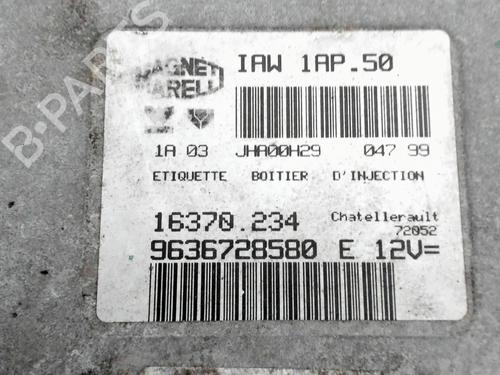 MAGNETI
MARELLI
IAW 1AP.50
1A 03 JHA00H29 047 99
ETIQUETTE BOITIER D'INJECTION
16370.234 Chatellerault
72052
9636728580 E 12V=
B-PARTS